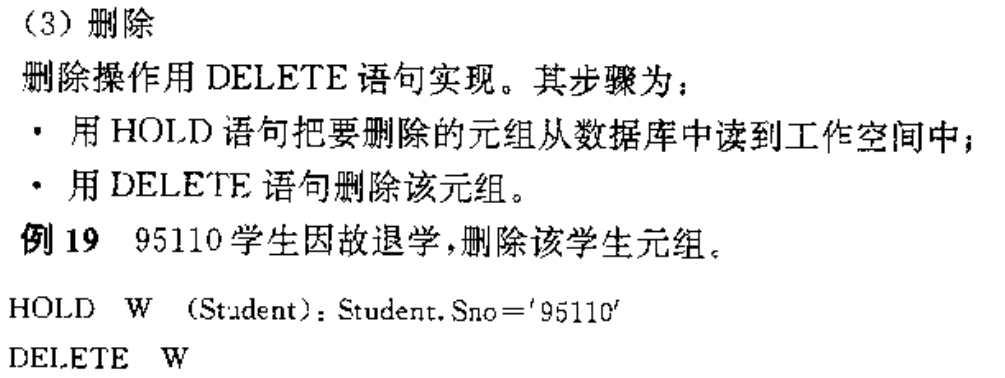 (3) 删除
删除操作用 DELETE 语句实现。其步骤为:
· 用 HOLD 语句把要删除的元组从数据库中读到工作空间中;
· 用 DELETE 语句删除该元组。
例 19 95110 学生因故退学,删除该学生元组。
HOLD W (Student): Student.Sno='95110'
DELETE W